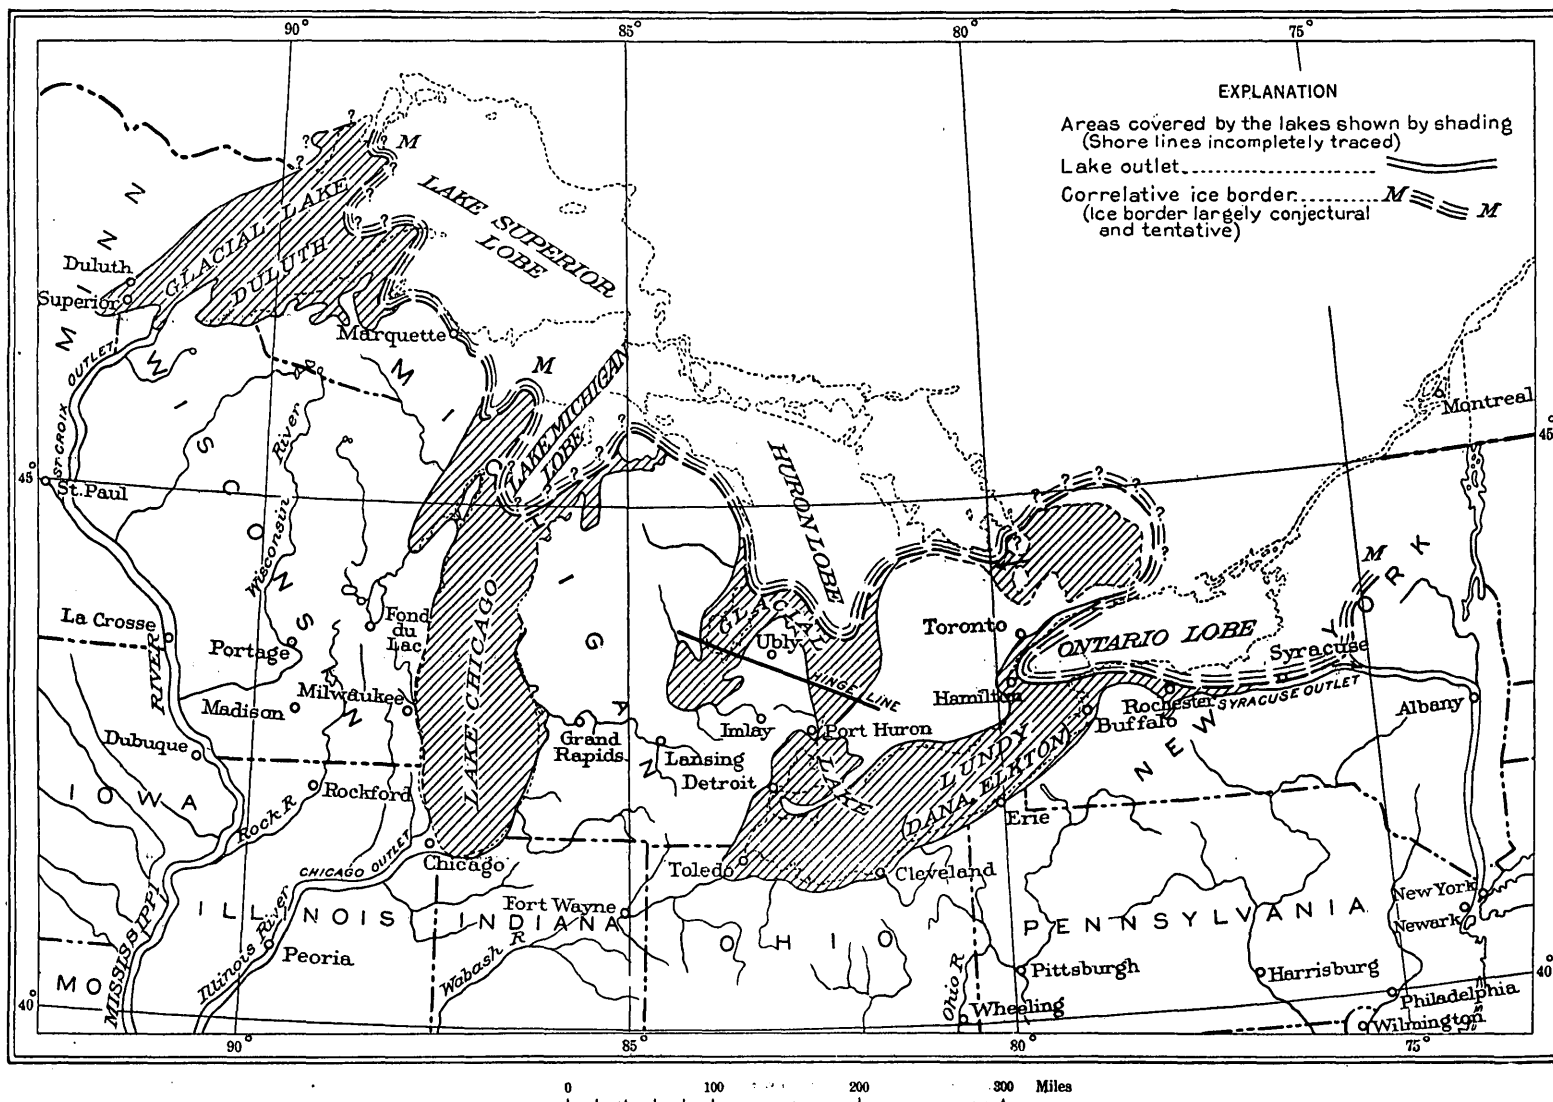 90°
85°
80°
75°
EXPLANATION
Areas covered by the lakes shown by shading
(Shore lines incompletely traced)
Lake outlet
Correlative ice border M M
(Ice border largely conjectural
and tentative)
M
LAKE SUPERIOR
LOBE
GLACIAL LAKE
DULUTH
MINN
Duluth
Superior
Marquette
ST CROIX OUTLET
WISCONSIN
MICHIGAN
M
LAKE MICHIGAN
LOBE
HURON LOBE
Montreal
45°
45°
St. Paul
Wisconsin River
La Crosse
Fond
du
Lac
Portage
Madison
Milwaukee
Dubuque
RIVER
LAKE CHICAGO
GLACIAL
Ubly
HINGE LINE
Imlay
Port Huron
Grand
Rapids
Lansing
Detroit
LAKE
LUNDY
(DANA, ELKTON)
Toronto
ONTARIO LOBE
Hamilton
Rochester
Syracuse
SYRACUSE OUTLET
Buffalo
M
NEW YORK
Albany
IOWA
Rockford
Rock R
CHICAGO OUTLET
Chicago
Toledo
Cleveland
Erie
Fort Wayne
ILLINOIS
INDIANA
OHIO
PENNSYLVANIA
New York
Newark
MISSISSIPPI
Illinois River
Peoria
Wabash R
Ohio R
Pittsburgh
Harrisburg
Philadelphia
Wheeling
Wilmington
MO
40°
40°
90°
85°
80°
75°
0 100 200 300 Miles